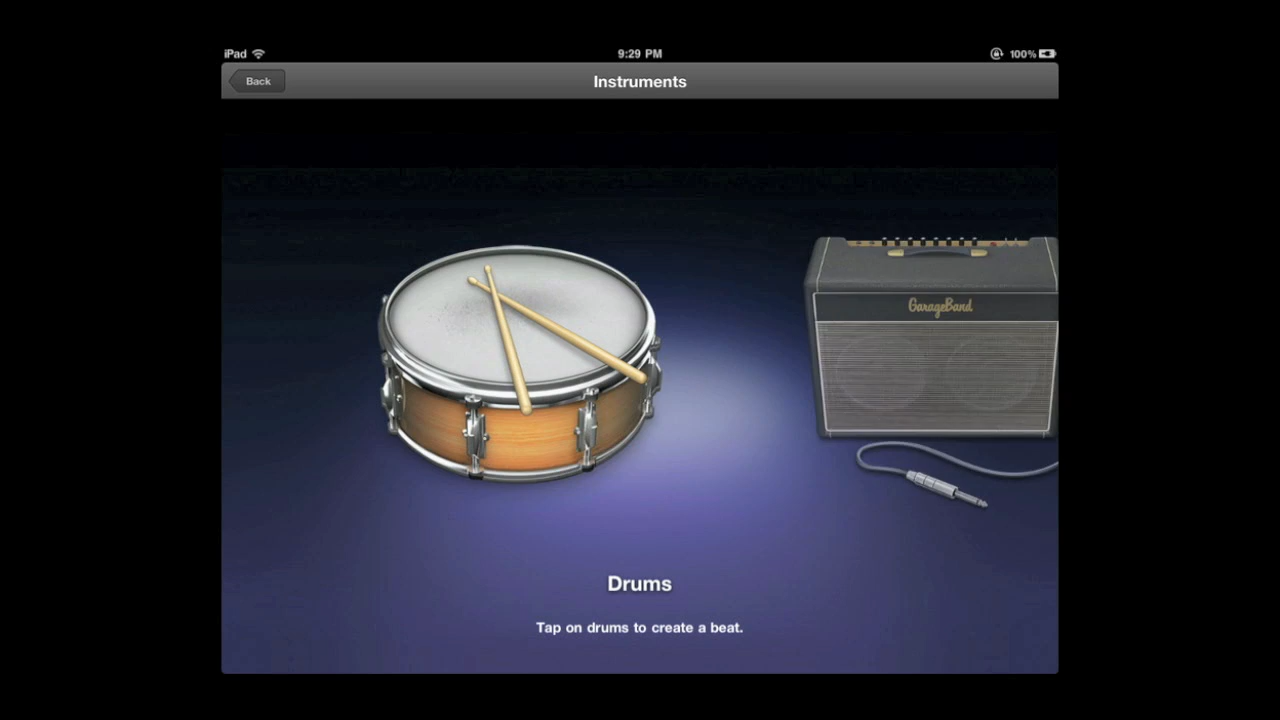 iPad 9:29 PM 100%
Back Instruments
GarageBand
Drums
Tap on drums to create a beat.